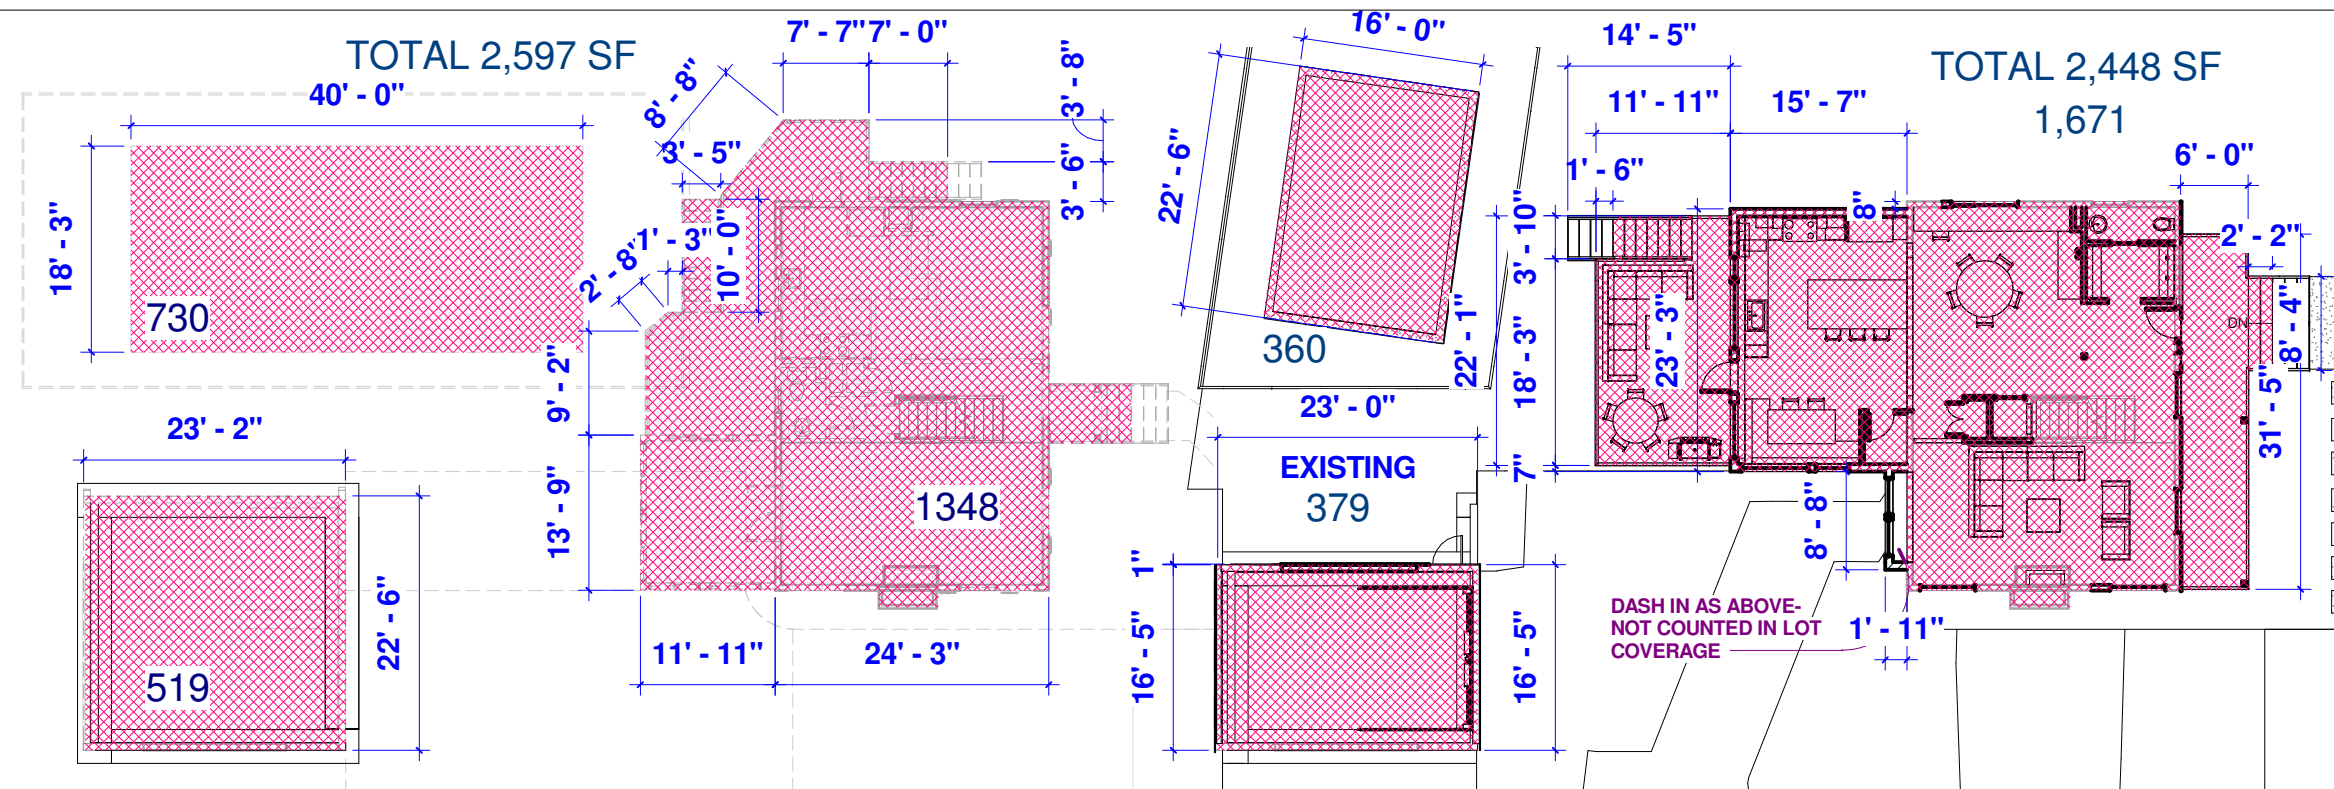 TOTAL 2,597 SF
40' - 0"
18' - 3"
730
23' - 2"
519
22' - 6"
7' - 7"
7' - 0"
8' - 8"
3' - 8"
3' - 5"
3' - 6"
1' - 3"
2' - 8"
10' - 0"
9' - 2"
13' - 9"
1348
11' - 11"
24' - 3"
16' - 0"
22' - 6"
360
23' - 0"
EXISTING
379
1"
16' - 5"
16' - 5"
TOTAL 2,448 SF
1,671
14' - 5"
11' - 11"
15' - 7"
1' - 6"
8"
6' - 0"
2' - 2"
3' - 10"
22' - 1"
18' - 3"
23' - 3"
7"
DN
8' - 4"
31' - 5"
8' - 8"
DASH IN AS ABOVE-
NOT COUNTED IN LOT
COVERAGE
1' - 11"